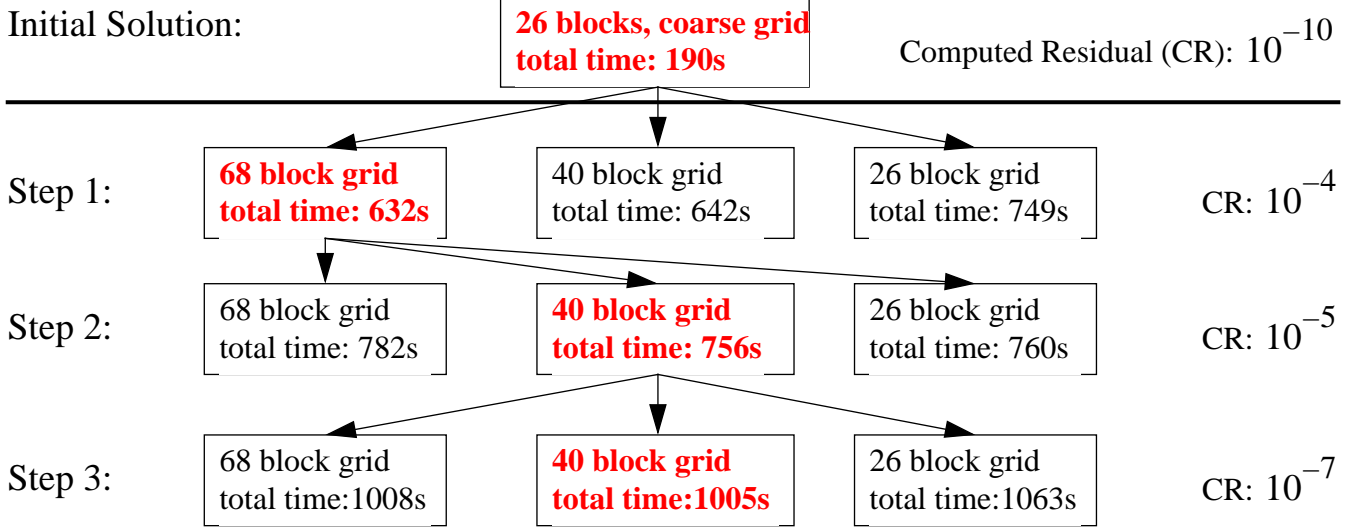 Initial Solution:
26 blocks, coarse grid
total time: 190s
Computed Residual (CR): 10^−10
Step 1:
68 block grid
total time: 632s
40 block grid
total time: 642s
26 block grid
total time: 749s
CR: 10^−4
Step 2:
68 block grid
total time: 782s
40 block grid
total time: 756s
26 block grid
total time: 760s
CR: 10^−5
Step 3:
68 block grid
total time:1008s
40 block grid
total time:1005s
26 block grid
total time:1063s
CR: 10^−7